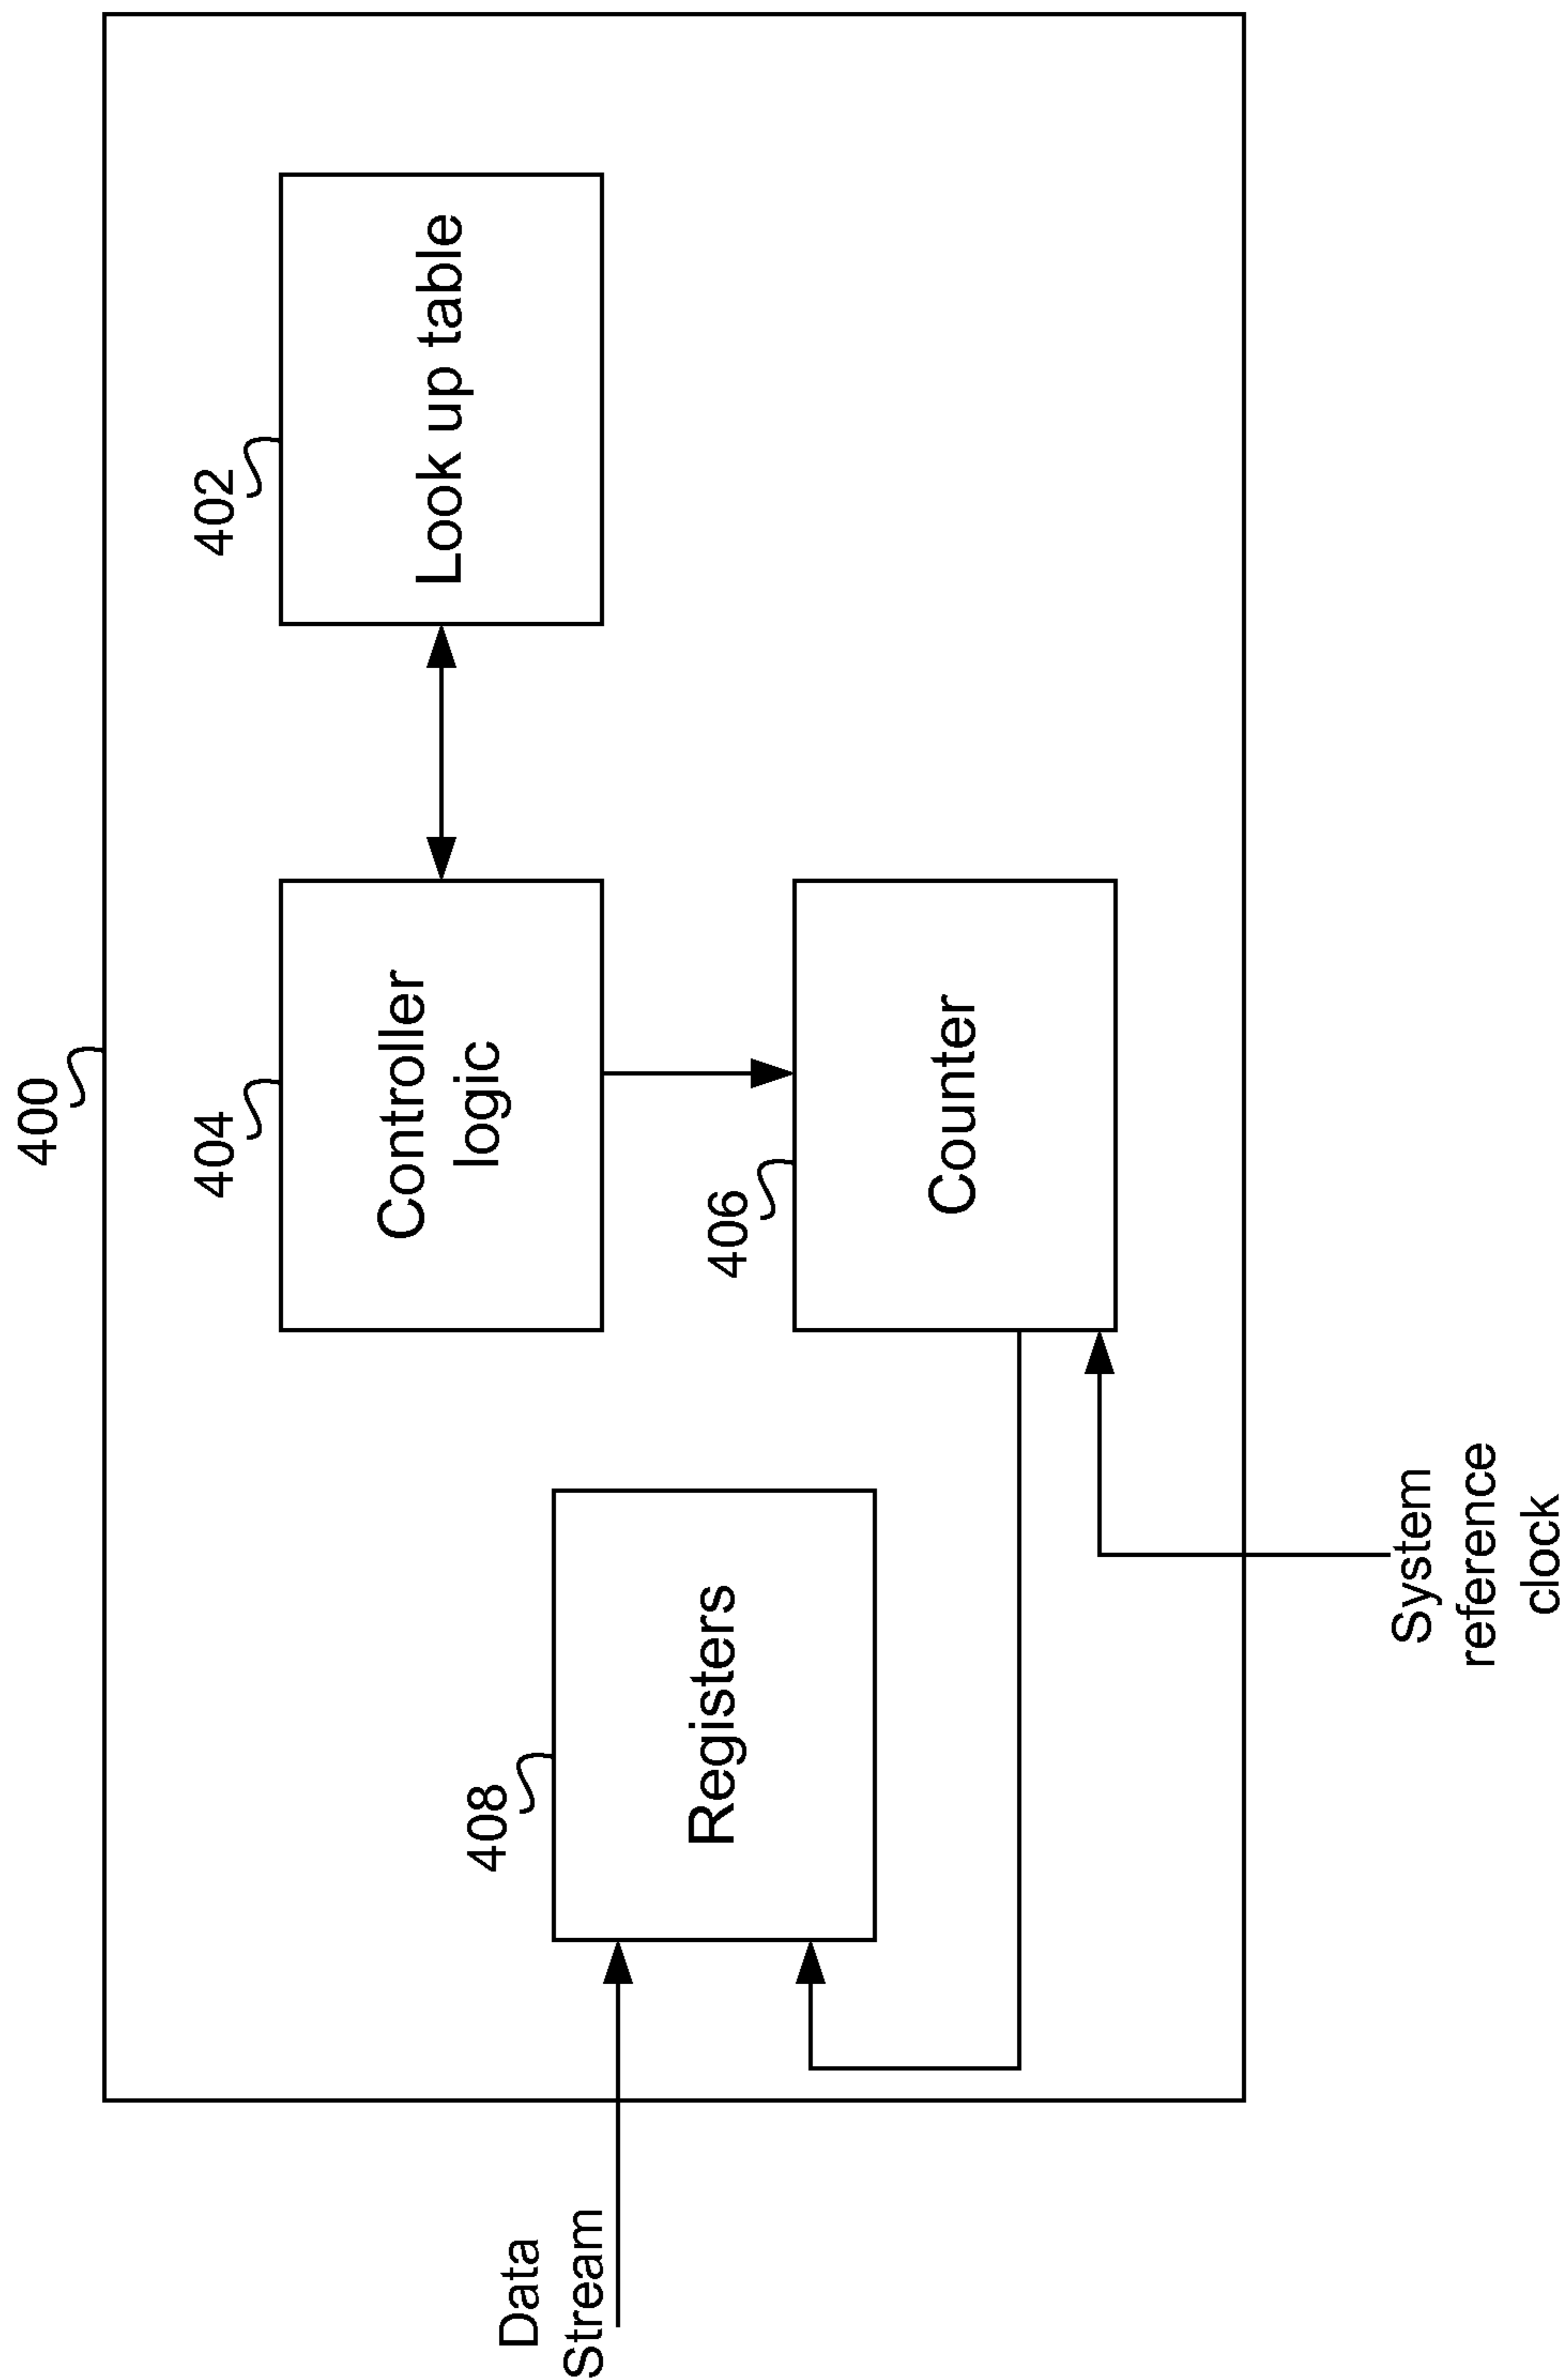 400
404
Controller
logic
402
Look up table
408
Registers
406
Counter
Data
Stream
System
reference
clock